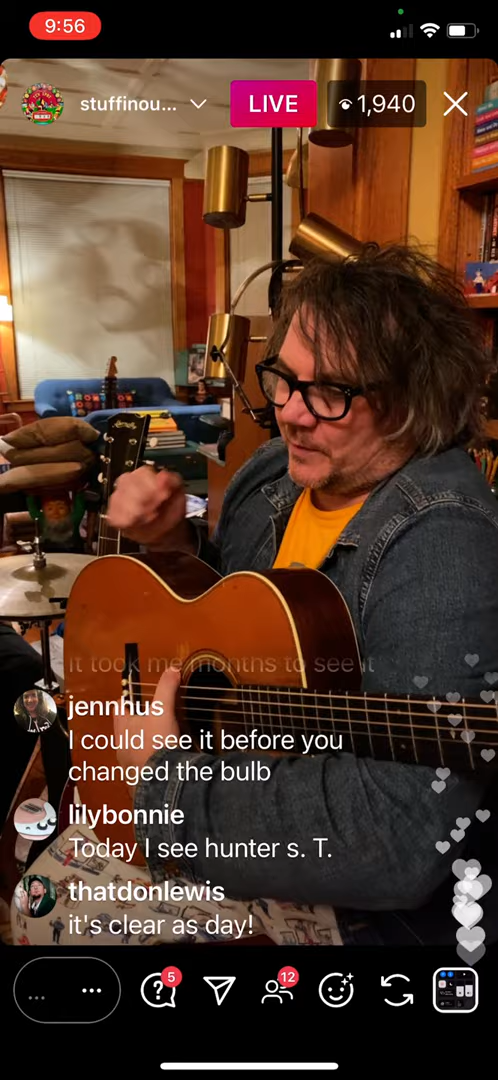 9:56
stuffinou...
LIVE
1,940
it took me months to see it
jennhus
I could see it before you
changed the bulb
lilybonnie
Today I see hunter s. T.
thatdonlewis
it's clear as day!
...
...
5
12